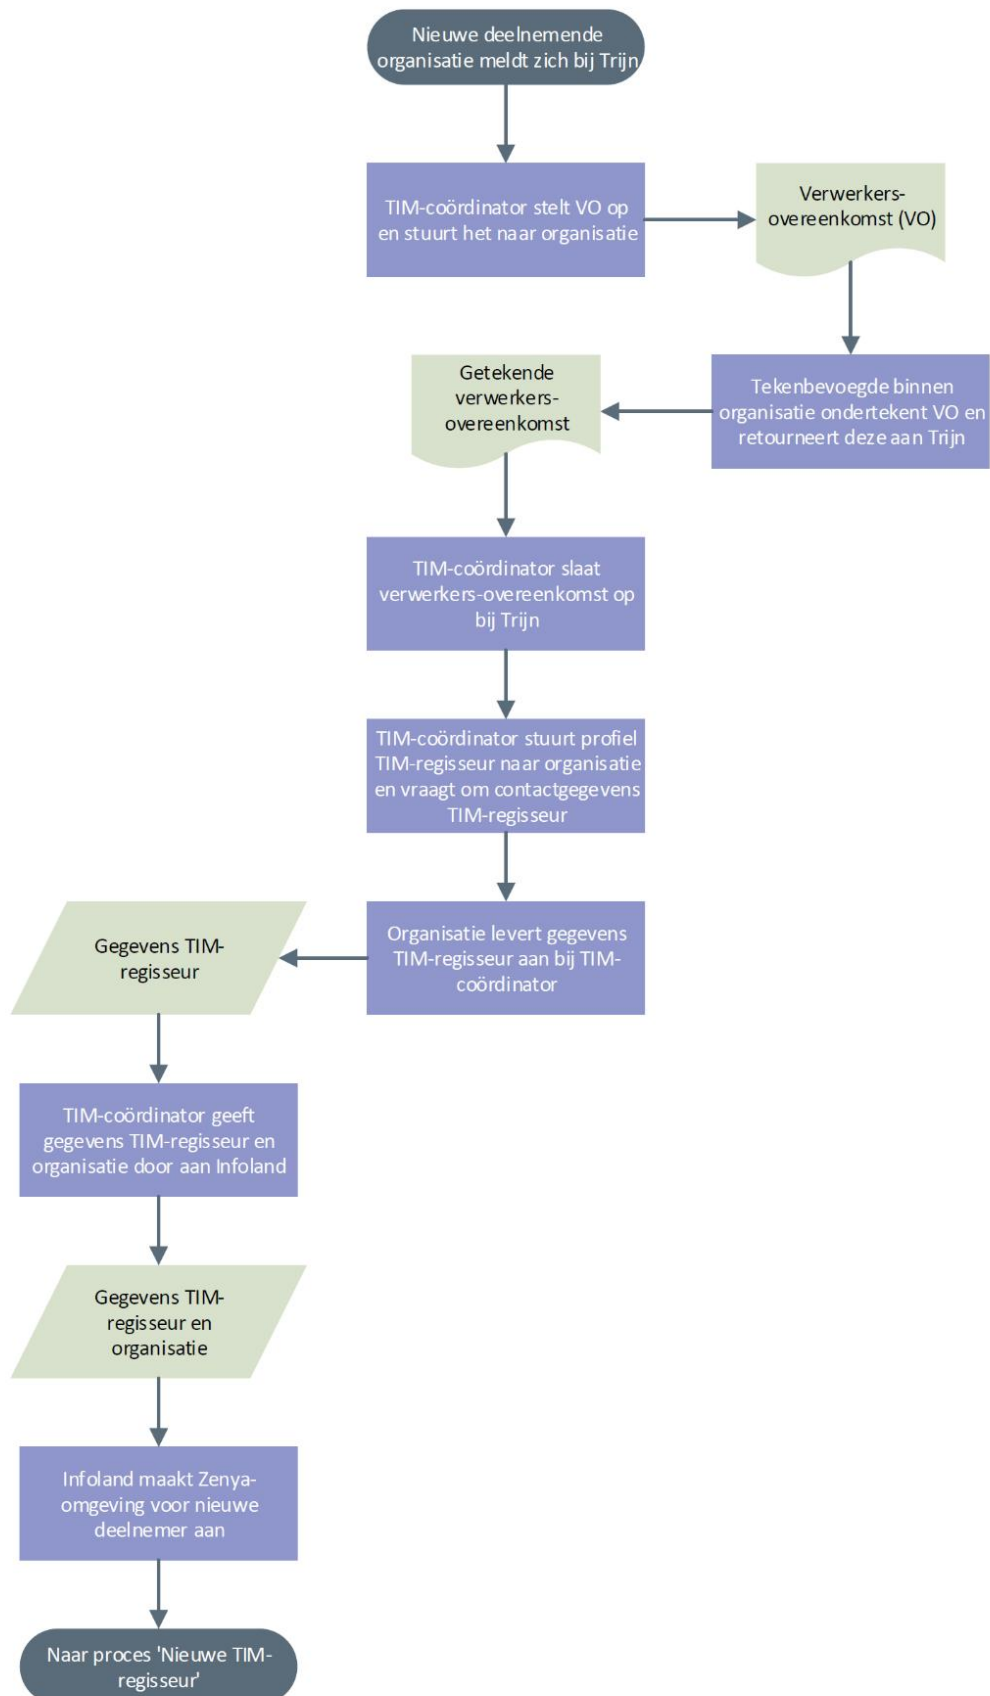 Nieuwe deelnemende
organisatie meldt zich bij Trijn
TIM-coördinator stelt VO op
en stuurt het naar organisatie
Verwerkers-
overeenkomst (VO)
Tekenbevoegde binnen
organisatie ondertekent VO en
retourneert deze aan Trijn
Getekende
verwerkers-
overeenkomst
TIM-coördinator slaat
verwerkers-overeenkomst op
bij Trijn
TIM-coördinator stuurt profiel
TIM-regisseur naar organisatie
en vraagt om contactgegevens
TIM-regisseur
Organisatie levert gegevens
TIM-regisseur aan bij TIM-
coördinator
Gegevens TIM-
regisseur
TIM-coördinator geeft
gegevens TIM-regisseur en
organisatie door aan Infoland
Gegevens TIM-
regisseur en
organisatie
Infoland maakt Zenya-
omgeving voor nieuwe
deelnemer aan
Naar proces 'Nieuwe TIM-
regisseur'